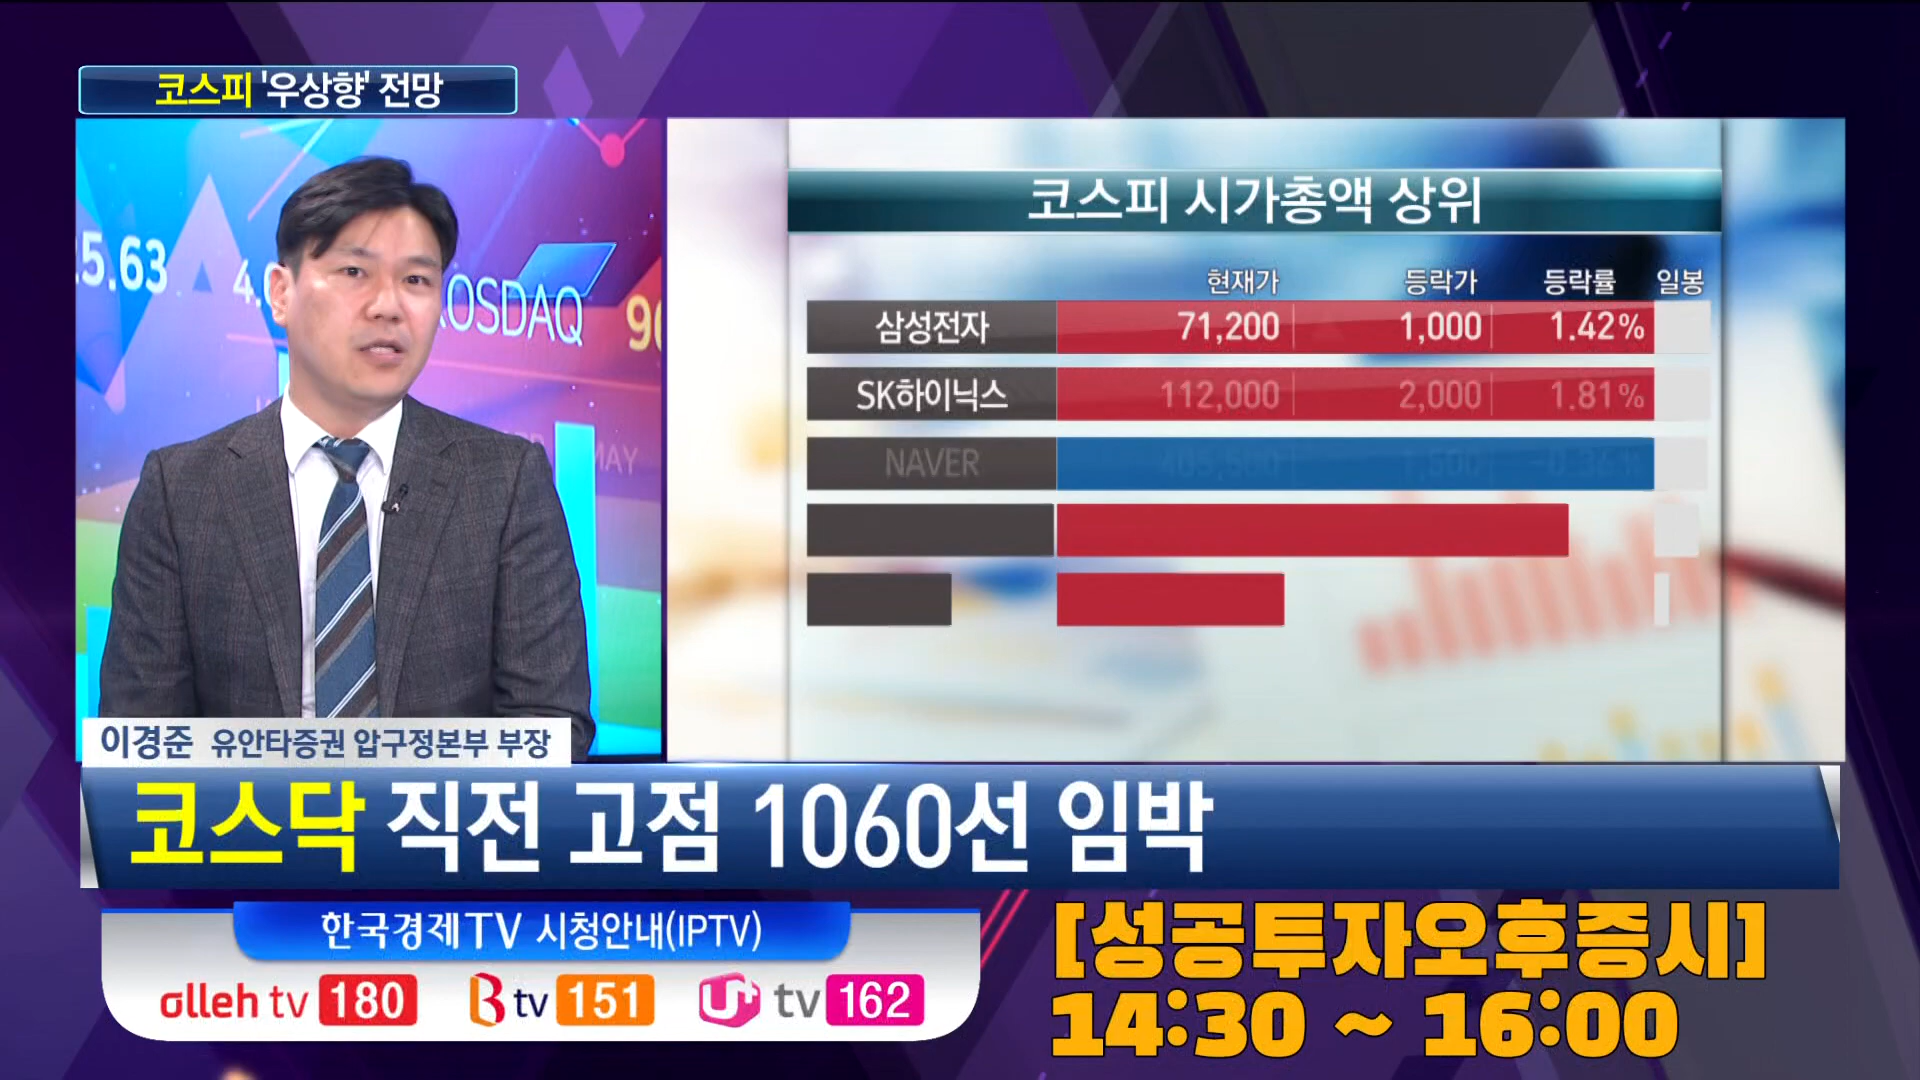 코스피 '우상향' 전망
5.63
KOSDAQ
MAY
코스피 시가총액 상위
현재가 등락가 등락률 일봉
삼성전자 71,200 1,000 1.42%
SK하이닉스 112,000 2,000 1.81%
NAVER
이경준 유안타증권 압구정본부 부장
코스닥 직전 고점 1060선 임박
한국경제TV 시청안내(IPTV)
olleh tv 180 B tv 151 U+ tv 162
[성공투자오후증시]
14:30 ~ 16:00